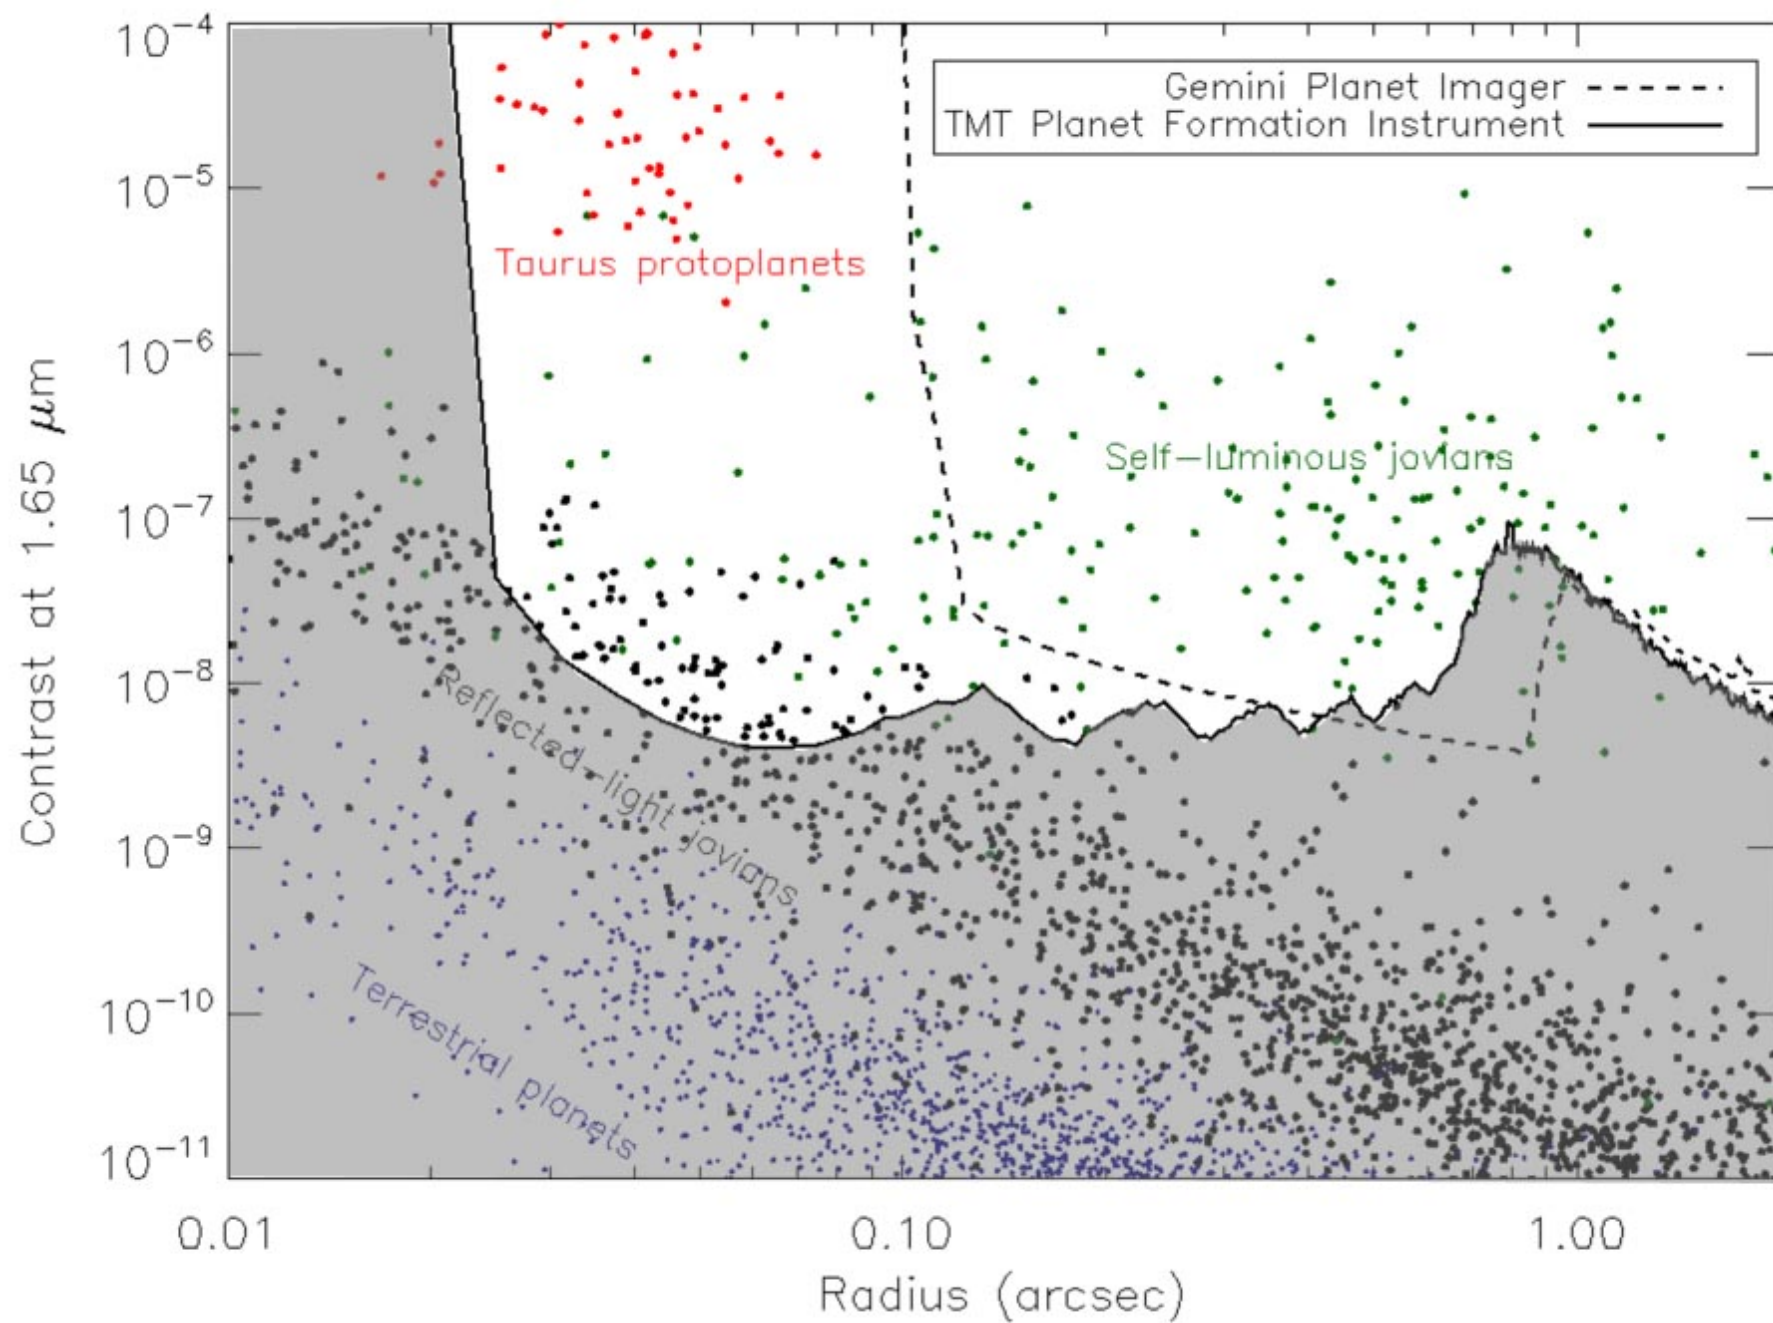 10⁻⁴
10⁻⁵
10⁻⁶
10⁻⁷
10⁻⁸
10⁻⁹
10⁻¹⁰
10⁻¹¹
Contrast at 1.65 μm
Gemini Planet Imager
TMT Planet Formation Instrument
Taurus protoplanets
Self-luminous jovians
Reflected-light jovians
Terrestrial planets
0.01
0.10
1.00
Radius (arcsec)